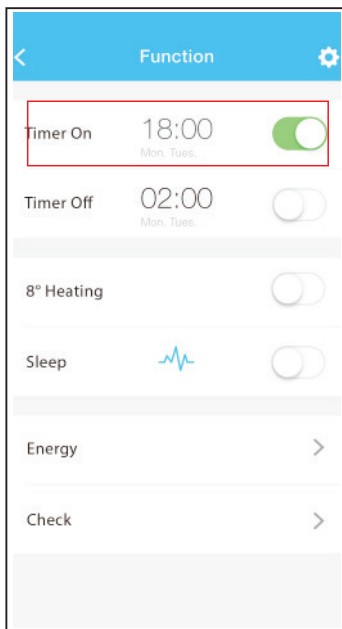 Function
Timer On 18:00
Mon. Tues.
Timer Off 02:00
Mon. Tues.
8° Heating
Sleep
Energy
Check